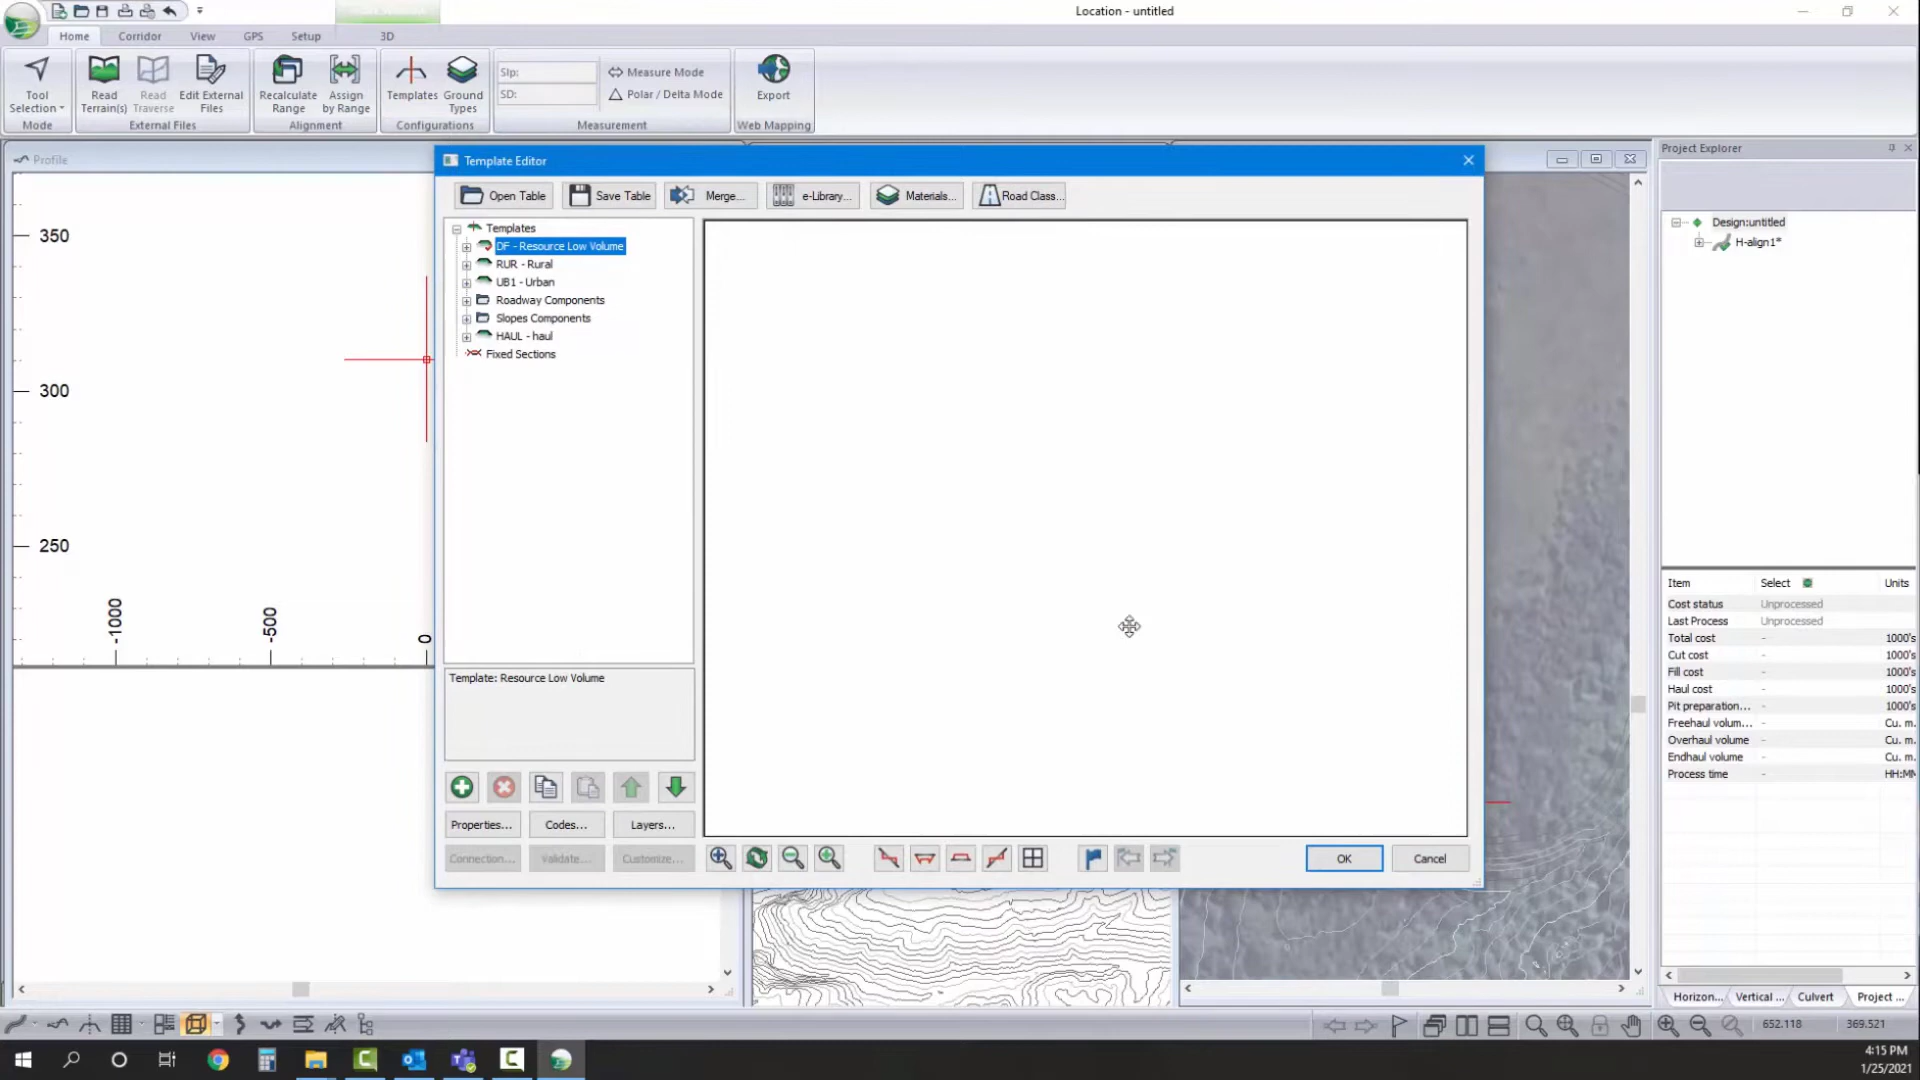 Location - untitled
Home Corridor View GPS Setup 3D
Tool Selection
Read Terrain(s)
Read Traverse
Edit External Files
Recalculate Range
Assign by Range
Templates
Ground Types
Slp:
SD:
Measure Mode
Polar / Delta Mode
Export
Mode External Files Alignment Configurations Measurement Web Mapping
Profile
350
300
250
-1000 -500 0
Template Editor
Open Table Save Table Merge... e-Library... Materials... Road Class...
Templates
DF - Resource Low Volume
RUR - Rural
UB1 - Urban
Roadway Components
Slopes Components
HAUL - haul
Fixed Sections
Template: Resource Low Volume
Properties... Codes... Layers...
Connection... Validate... Customize...
OK Cancel
Project Explorer
Design:untitled
H-align1*
Item Select Units
Cost status Unprocessed
Last Process Unprocessed
Total cost - 1000's
Cut cost - 1000's
Fill cost - 1000's
Haul cost - 1000's
Pit preparation... - 1000's
Freehaul volum... - Cu. m.
Overhaul volume - Cu. m.
Endhaul volume - Cu. m.
Process time - HH:MM
Horizon... Vertical ... Culvert Project ...
652.118 369.521
4:15 PM
1/25/2021